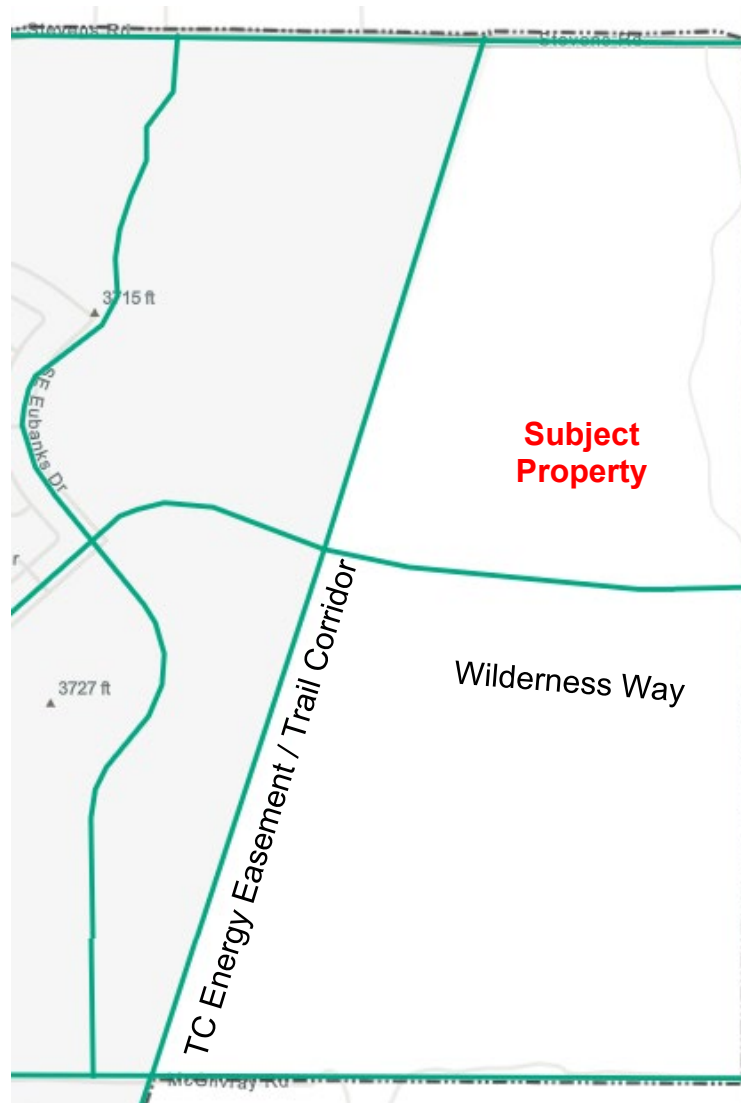 Stevens Rd
Stevens Rd
3715 ft
SE Eubanks Dr
Subject
Property
r
TC Energy Easement / Trail Corridor
Wilderness Way
3727 ft
McGilvray Rd